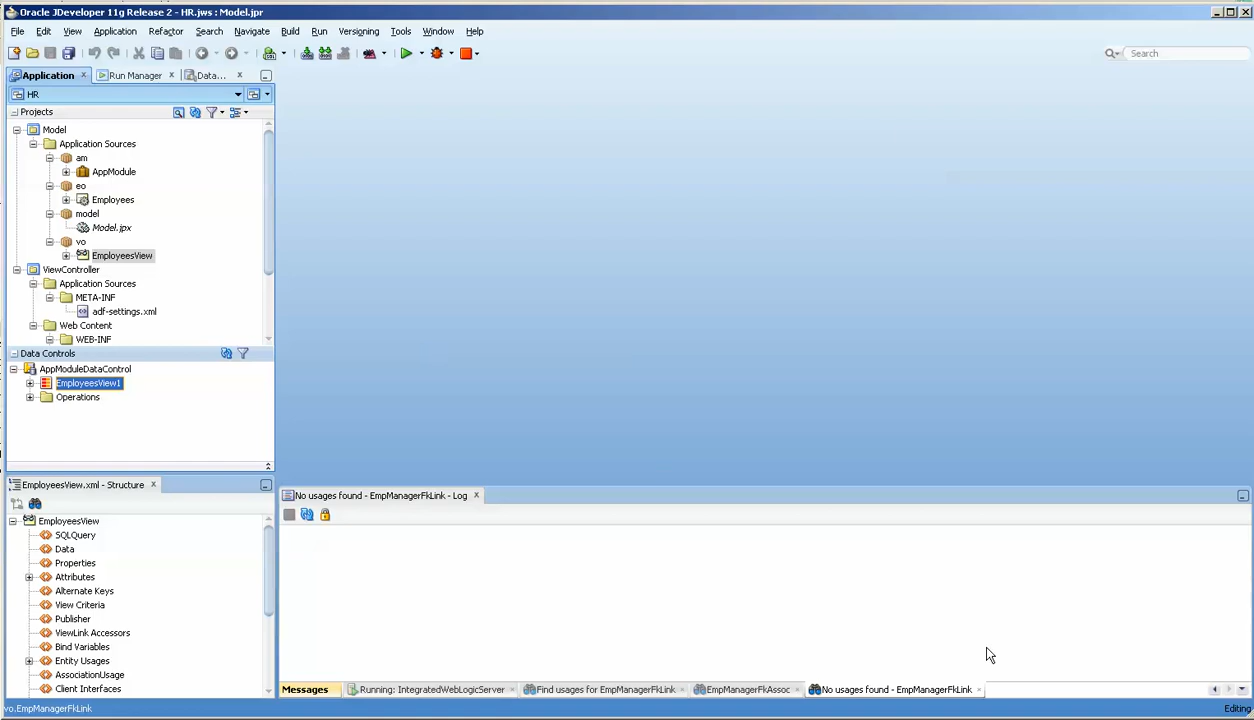 Oracle JDeveloper 11g Release 2 - HR.jws : Model.jpr
File Edit View Application Refactor Search Navigate Build Run Versioning Tools Window Help
Search
Application Run Manager Data...
HR
Projects
Model
Application Sources
am
AppModule
eo
Employees
model
Model.jpx
vo
EmployeesView
ViewController
Application Sources
META-INF
adf-settings.xml
Web Content
WEB-INF
Data Controls
AppModuleDataControl
EmployeesView1
Operations
EmployeesView.xml - Structure
EmployeesView
SQLQuery
Data
Properties
Attributes
Alternate Keys
View Criteria
Publisher
ViewLink Accessors
Bind Variables
Entity Usages
AssociationUsage
Client Interfaces
No usages found - EmpManagerFkLink - Log
Messages Running: IntegratedWebLogicServer Find usages for EmpManagerFkLink EmpManagerFkAssoc No usages found - EmpManagerFkLink
vo.EmpManagerFkLink Editing